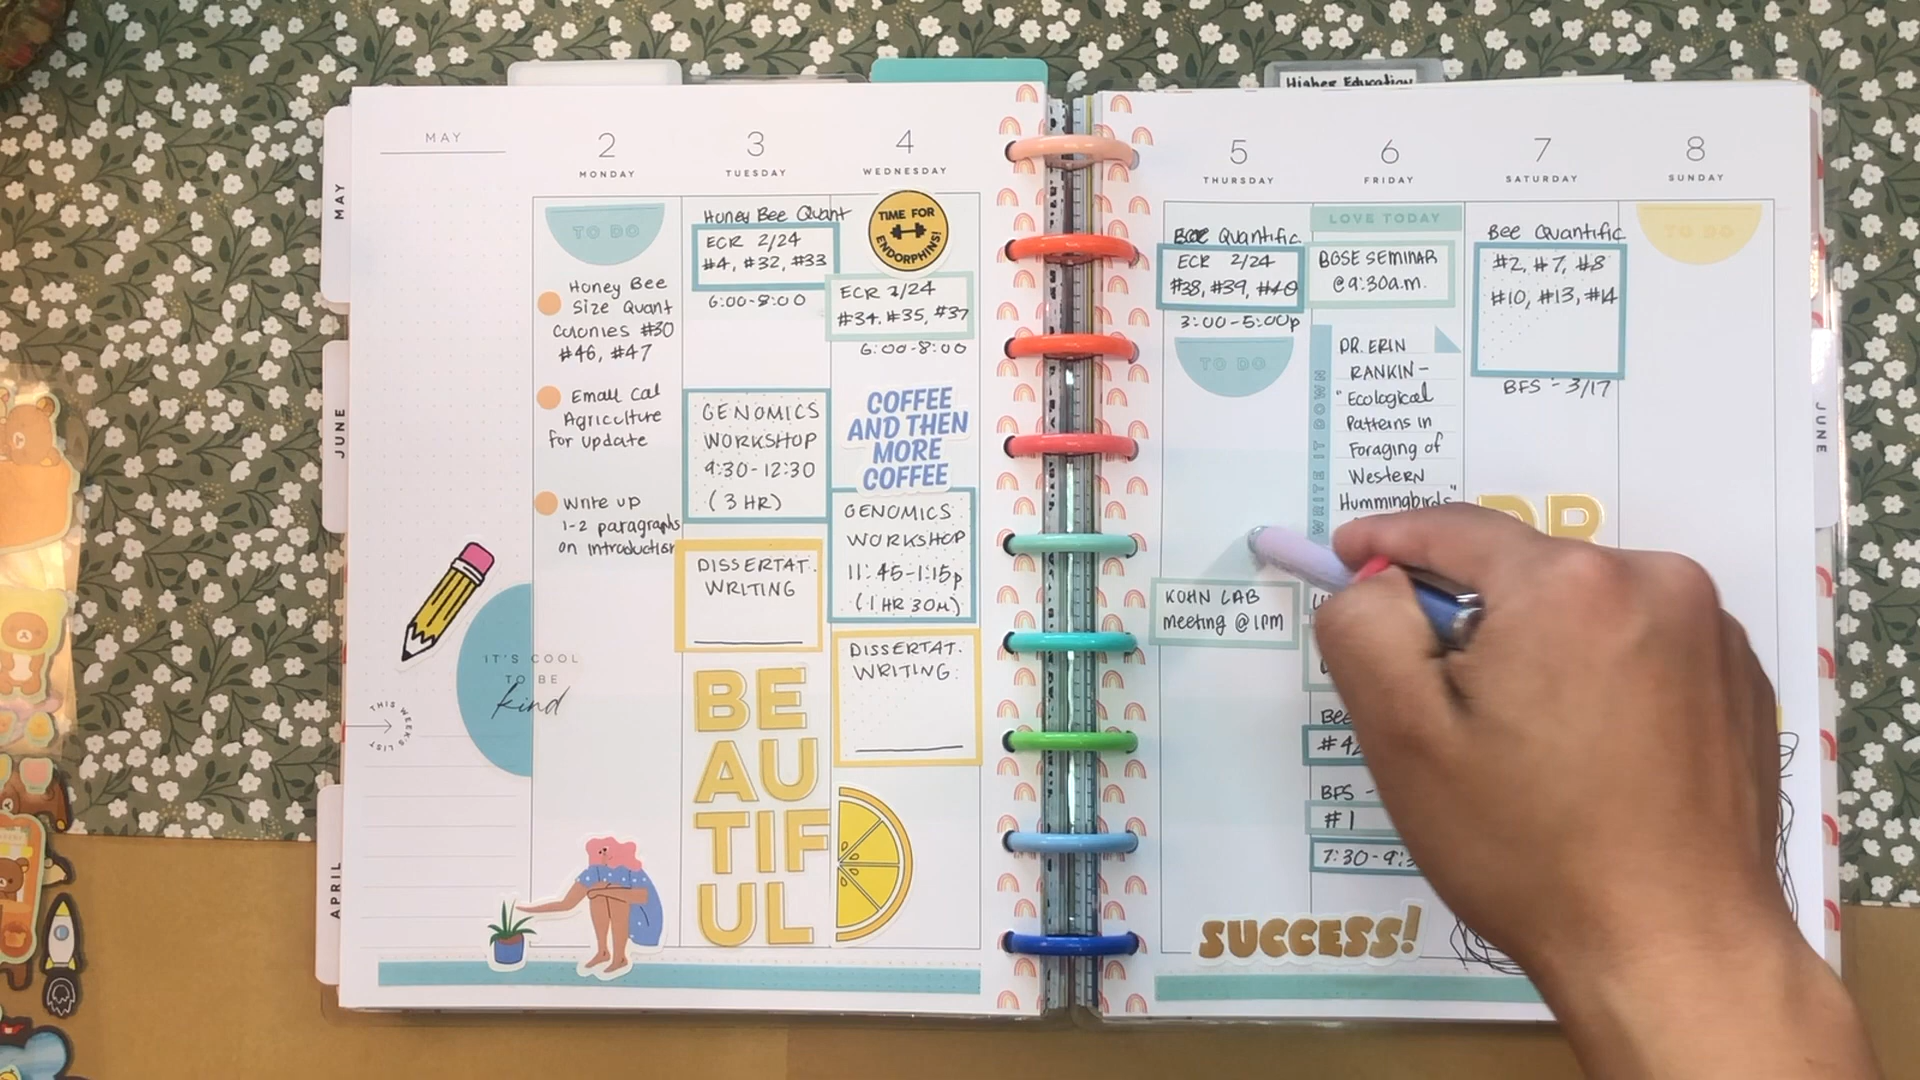 Higher Education
MAY
MAY
JUNE
APRIL
IT'S COOL
TO BE
kind
THIS WEEK'S LIST
2
MONDAY
TO DO
Honey Bee
Size Quant
Colonies #30
#46, #47
Email Cal
Agriculture
for update
Write up
1-2 paragraphs
on introduction
3
TUESDAY
Honey Bee Quant
ECR 2/24
#4, #32, #33
6:00-8:00
GENOMICS
WORKSHOP
9:30-12:30
(3 HR)
DISSERTAT.
WRITING
BE
AU
TIF
UL
4
WEDNESDAY
TIME FOR
ENDORPHINS!
ECR 2/24
#34, #35, #37
6:00-8:00
COFFEE
AND THEN
MORE
COFFEE
GENOMICS
WORKSHOP
11:45-1:15p
(1 HR 30M)
DISSERTAT.
WRITING
5
THURSDAY
Quantific
ECR 2/24
#38, #39, #40
3:00-5:00p
TO DO
KOHN LAB
meeting @1PM
SUCCESS!
6
FRIDAY
LOVE TODAY
BOSE SEMINAR
@9:30a.m.
WRITE IT DOWN
DR. ERIN
RANKIN-
"Ecological
Patterns in
Foraging of
Western
Hummingbirds"
Bee
BFS -
#1
7
SATURDAY
Bee Quantific
#2, #7, #8
#10, #13, #14
BFS - 3/17
8
SUNDAY
TO DO
JUNE